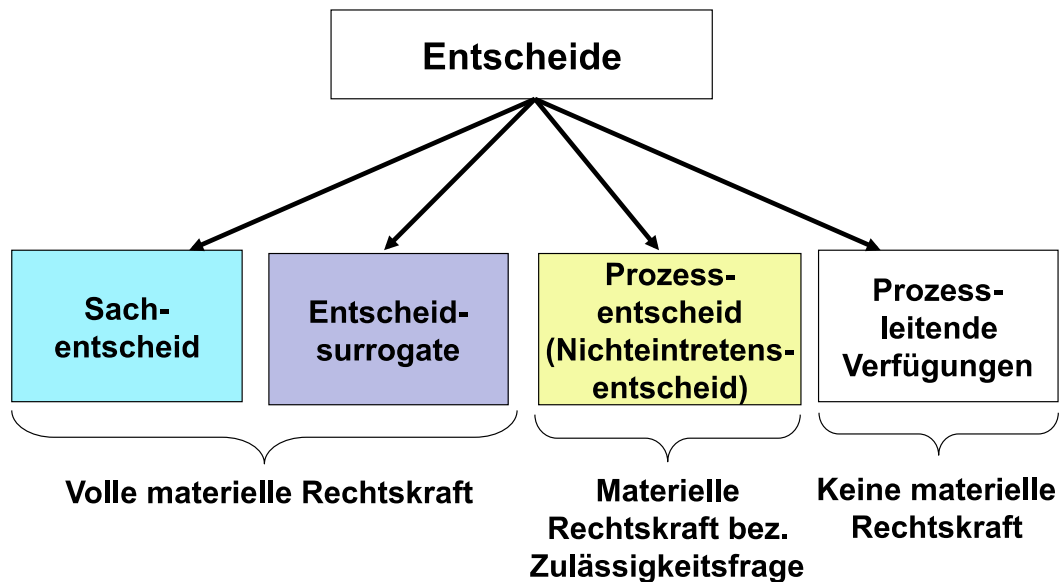 Entscheide
Sach-
entscheid
Entscheid-
surrogate
Prozess-
entscheid
(Nichteintretens-
entscheid)
Prozess-
leitende
Verfügungen
Volle materielle Rechtskraft
Materielle
Rechtskraft bez.
Zulässigkeitsfrage
Keine materielle
Rechtskraft